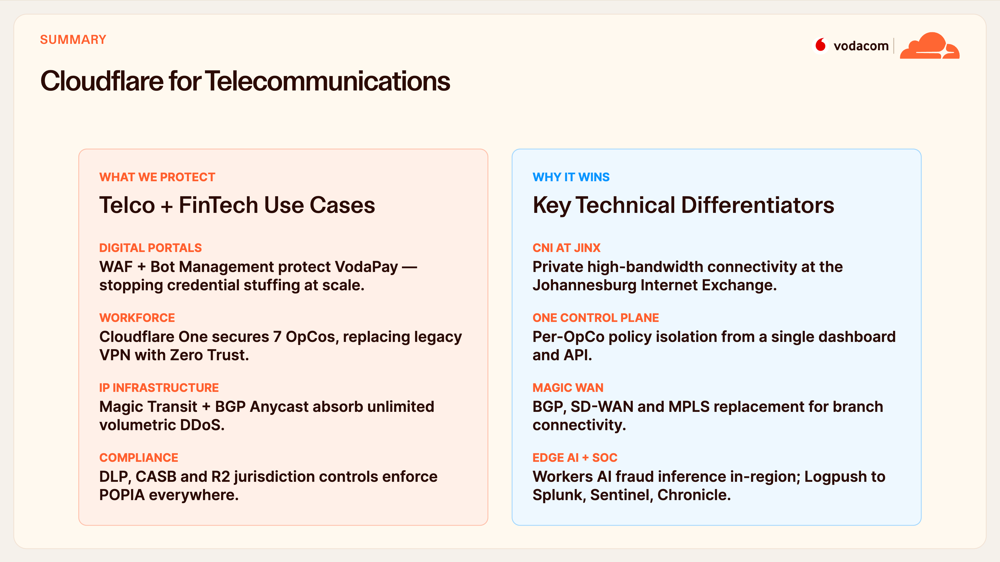 SUMMARY
vodacom
Cloudflare for Telecommunications
WHAT WE PROTECT
Telco + FinTech Use Cases
DIGITAL PORTALS
WAF + Bot Management protect VodaPay —
stopping credential stuffing at scale.
WORKFORCE
Cloudflare One secures 7 OpCos, replacing legacy
VPN with Zero Trust.
IP INFRASTRUCTURE
Magic Transit + BGP Anycast absorb unlimited
volumetric DDoS.
COMPLIANCE
DLP, CASB and R2 jurisdiction controls enforce
POPIA everywhere.
WHY IT WINS
Key Technical Differentiators
CNI AT JINX
Private high-bandwidth connectivity at the
Johannesburg Internet Exchange.
ONE CONTROL PLANE
Per-OpCo policy isolation from a single dashboard
and API.
MAGIC WAN
BGP, SD-WAN and MPLS replacement for branch
connectivity.
EDGE AI + SOC
Workers AI fraud inference in-region; Logpush to
Splunk, Sentinel, Chronicle.